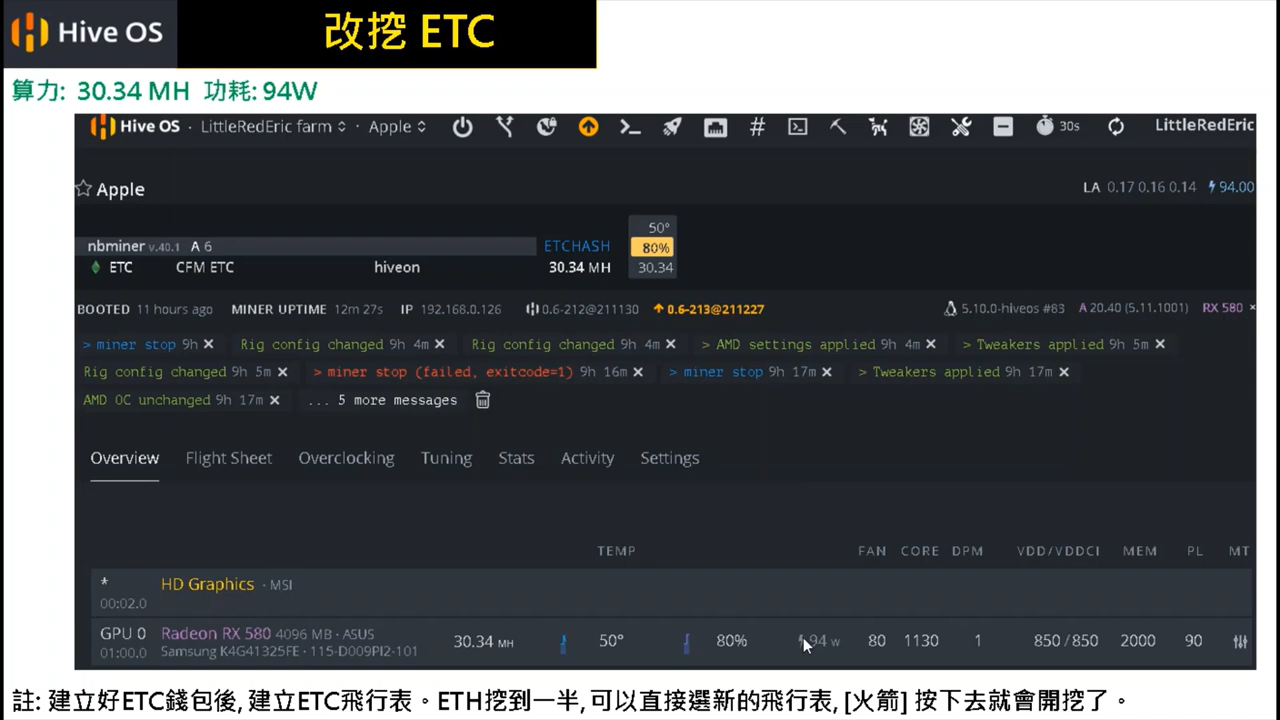 Hive OS 改挖 ETC
算力: 30.34 MH 功耗: 94W
Hive OS · LittleRedEric farm · Apple 30s LittleRedEric
Apple LA 0.17 0.16 0.14 94.00
50°
nbminer v.40.1 A 6 ETCHASH 80%
ETC CFM ETC hiveon 30.34 MH 30.34
BOOTED 11 hours ago MINER UPTIME 12m 27s IP 192.168.0.126 0.6-212@211130 0.6-213@211227 5.10.0-hiveos #83 A 20.40 (5.11.1001) RX 580 ×
> miner stop 9h × Rig config changed 9h 4m × Rig config changed 9h 4m × > AMD settings applied 9h 4m × > Tweakers applied 9h 5m ×
Rig config changed 9h 5m × > miner stop (failed, exitcode=1) 9h 16m × > miner stop 9h 17m × > Tweakers applied 9h 17m ×
AMD OC unchanged 9h 17m × ... 5 more messages
Overview Flight Sheet Overclocking Tuning Stats Activity Settings
TEMP FAN CORE DPM VDD/VDDCI MEM PL MT
* HD Graphics · MSI
00:02.0
GPU 0 Radeon RX 580 4096 MB · ASUS 30.34 MH 50° 80% 94 W 80 1130 1 850/850 2000 90
01:00.0 Samsung K4G41325FE · 115-D009PI2-101
註: 建立好ETC錢包後, 建立ETC飛行表。ETH挖到一半, 可以直接選新的飛行表, [火箭] 按下去就會開挖了。